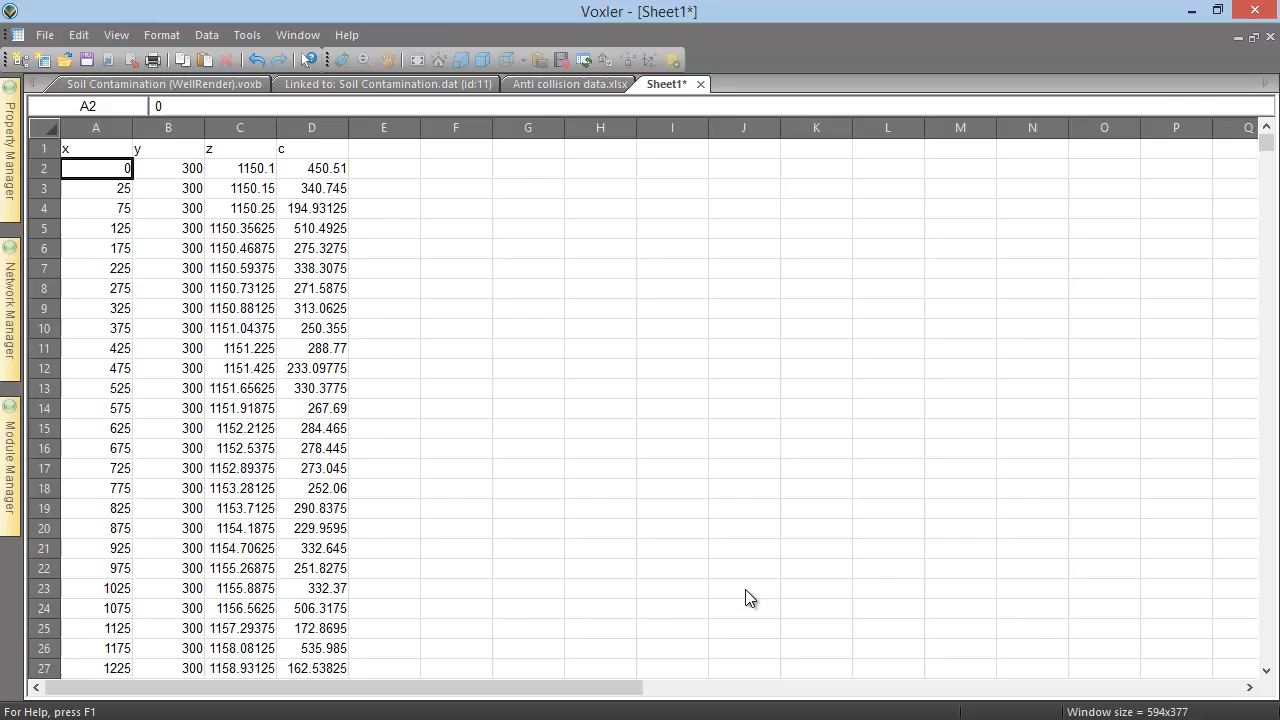 Voxler - [Sheet1*]
File Edit View Format Data Tools Window Help
Soil Contamination (WellRender).voxb Linked to: Soil Contamination.dat (id:11) Anti collision data.xlsx Sheet1*
A2 0
A B C D E F G H I J K L M N O P Q
1 x y z c
2 0 300 1150.1 450.51
3 25 300 1150.15 340.745
4 75 300 1150.25 194.93125
5 125 300 1150.35625 510.4925
6 175 300 1150.46875 275.3275
7 225 300 1150.59375 338.3075
8 275 300 1150.73125 271.5875
9 325 300 1150.88125 313.0625
10 375 300 1151.04375 250.355
11 425 300 1151.225 288.77
12 475 300 1151.425 233.09775
13 525 300 1151.65625 330.3775
14 575 300 1151.91875 267.69
15 625 300 1152.2125 284.465
16 675 300 1152.5375 278.445
17 725 300 1152.89375 273.045
18 775 300 1153.28125 252.06
19 825 300 1153.7125 290.8375
20 875 300 1154.1875 229.9595
21 925 300 1154.70625 332.645
22 975 300 1155.26875 251.8275
23 1025 300 1155.8875 332.37
24 1075 300 1156.5625 506.3175
25 1125 300 1157.29375 172.8695
26 1175 300 1158.08125 535.985
27 1225 300 1158.93125 162.53825
Property Manager
Network Manager
Module Manager
For Help, press F1 Window size = 594x377